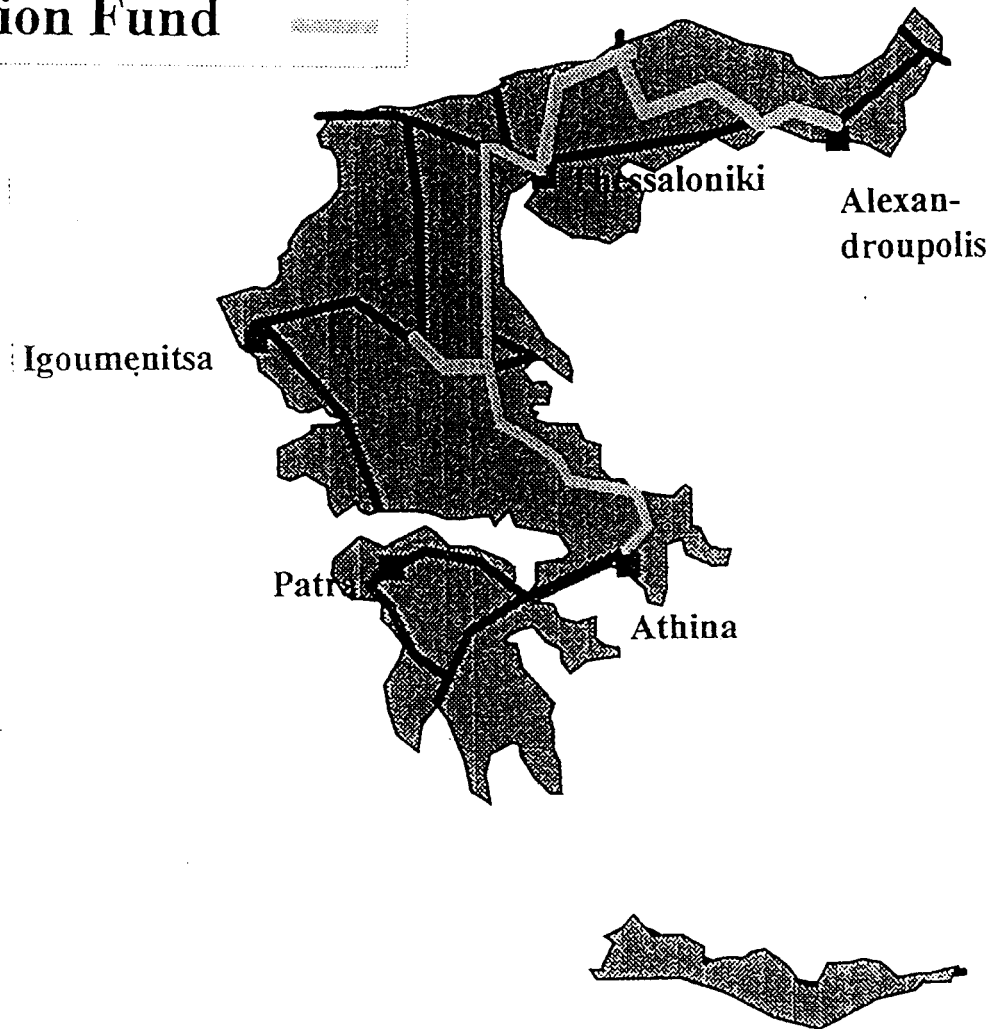 ion Fund
Thessaloniki
Alexan-
droupolis
Igoumenitsa
Patra
Athina